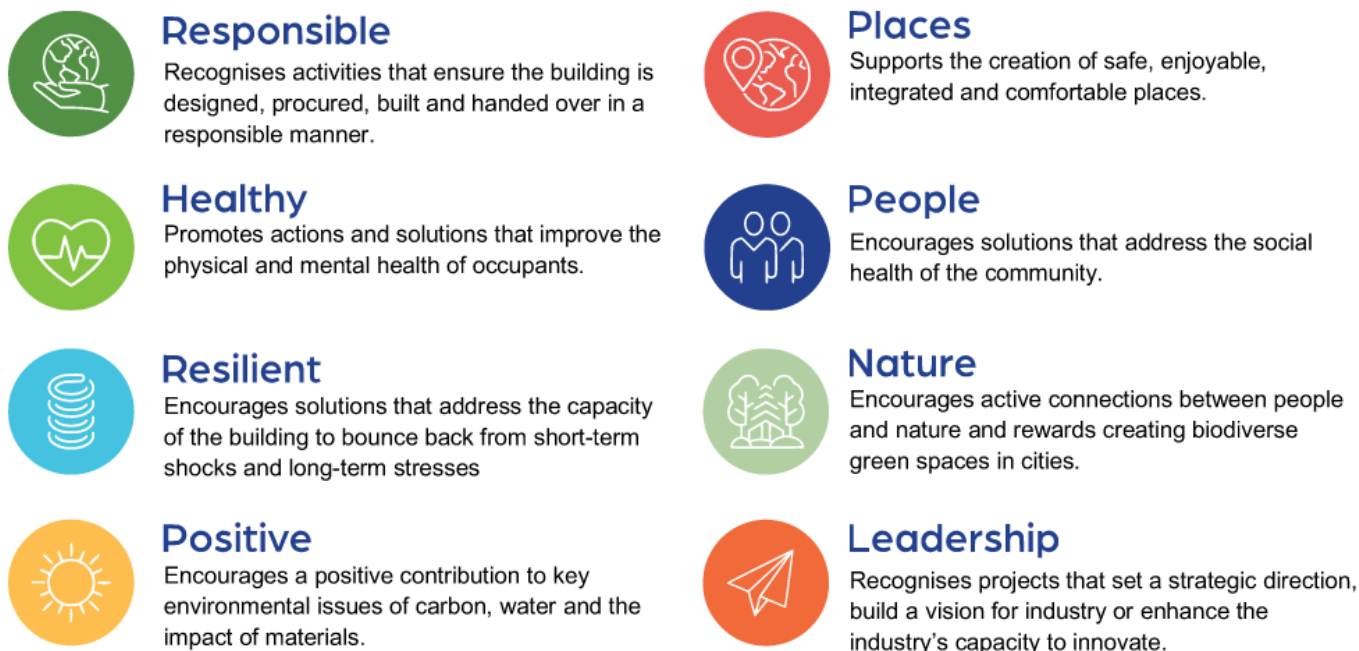 Responsible
Recognises activities that ensure the building is
designed, procured, built and handed over in a
responsible manner.
Healthy
Promotes actions and solutions that improve the
physical and mental health of occupants.
Resilient
Encourages solutions that address the capacity
of the building to bounce back from short-term
shocks and long-term stresses
Positive
Encourages a positive contribution to key
environmental issues of carbon, water and the
impact of materials.
Places
Supports the creation of safe, enjoyable,
integrated and comfortable places.
People
Encourages solutions that address the social
health of the community.
Nature
Encourages active connections between people
and nature and rewards creating biodiverse
green spaces in cities.
Leadership
Recognises projects that set a strategic direction,
build a vision for industry or enhance the
industry's capacity to innovate.